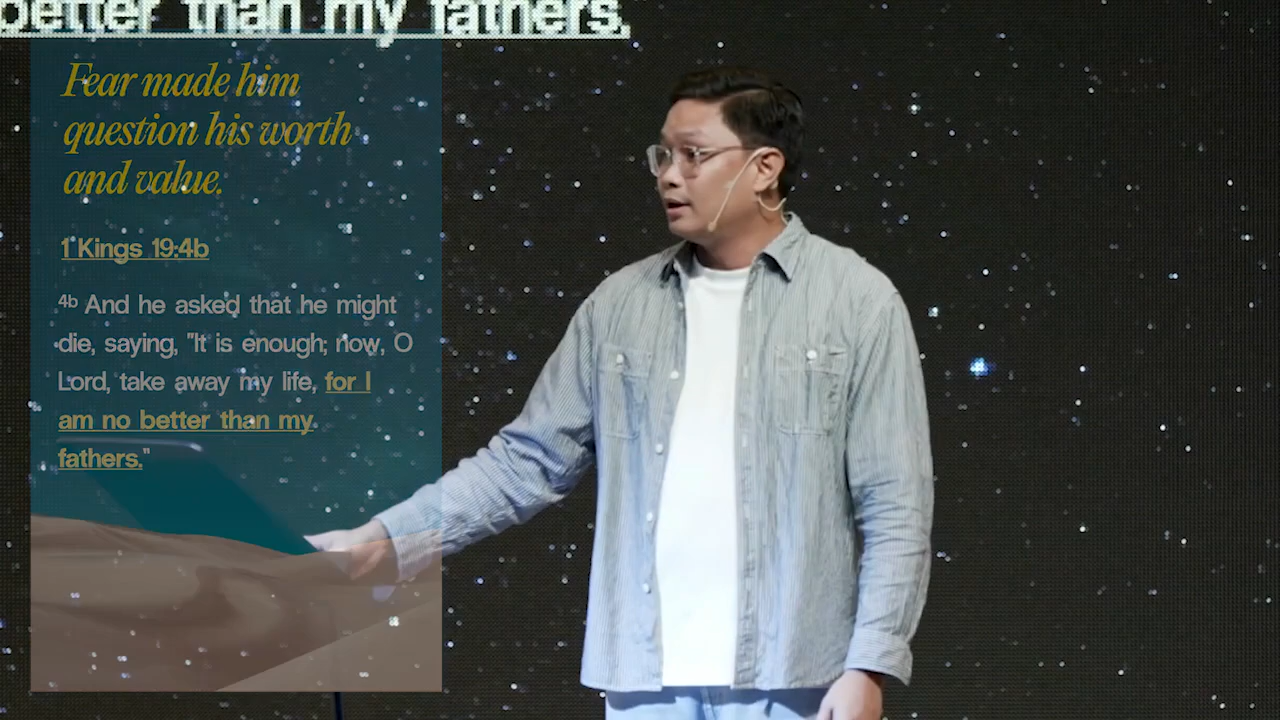 better than my fathers.
Fear made him
question his worth
and value.
1 Kings 19:4b
4b And he asked that he might
die, saying, "It is enough; now, O
Lord, take away my life, for I
am no better than my
fathers."